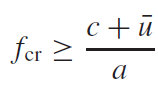 f_cr ≥ (c + ū) / a